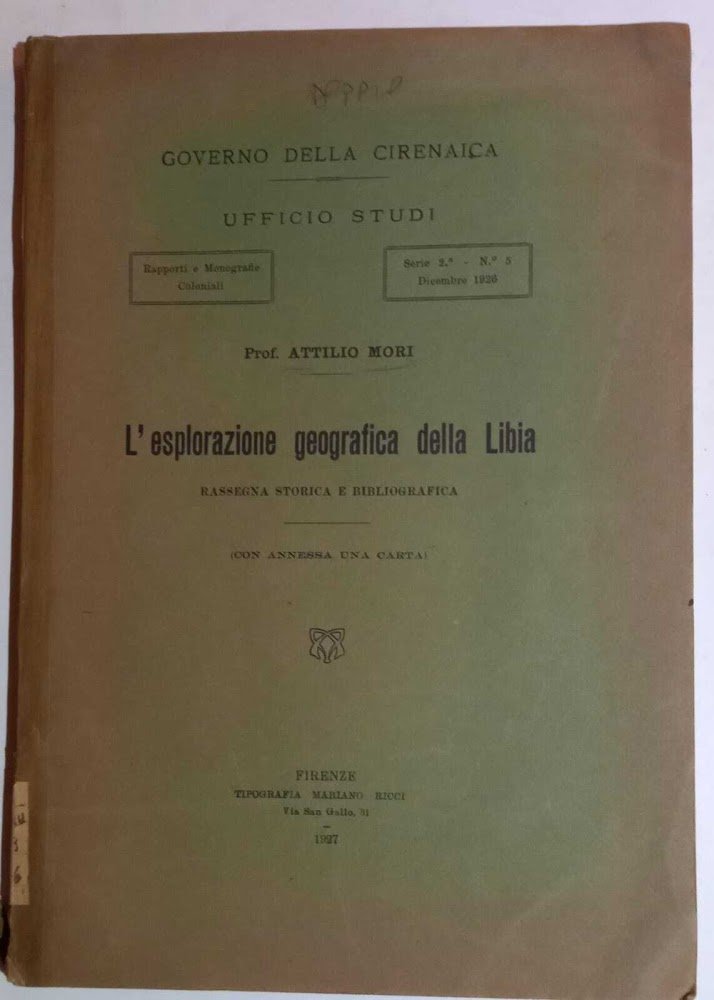 GOVERNO DELLA CIRENAICA
UFFICIO STUDI
Rapporti e Monografie
Coloniali
Serie 2.ª - N.º 5
Dicembre 1926
Prof. ATTILIO MORI
L'esplorazione geografica della Libia
RASSEGNA STORICA E BIBLIOGRAFICA
(CON ANNESSA UNA CARTA)
FIRENZE
TIPOGRAFIA MARIANO RICCI
Via San Gallo, 31
1927